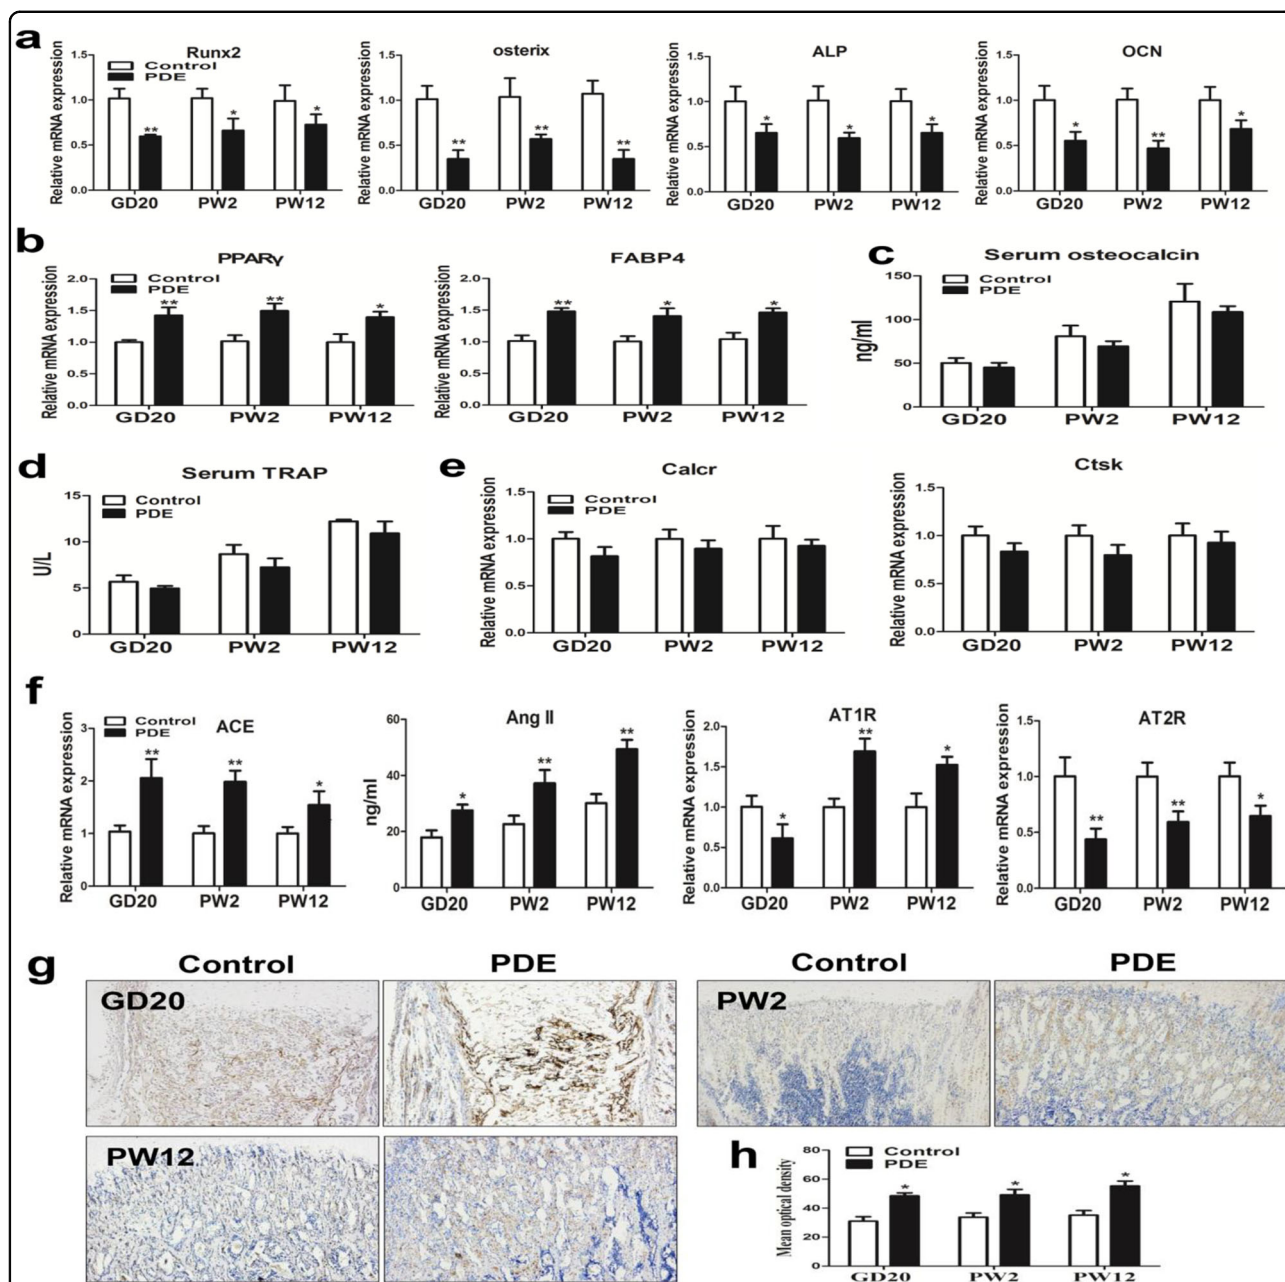 a
Runx2
Control
PDE
Relative mRNA expression
1.5
1.0
0.5
0.0
**
*
*
GD20 PW2 PW12
osterix
Relative mRNA expression
1.5
1.0
0.5
0.0
**
**
**
GD20 PW2 PW12
ALP
Relative mRNA expression
1.5
1.0
0.5
0.0
*
*
*
GD20 PW2 PW12
OCN
Relative mRNA expression
1.5
1.0
0.5
0.0
*
**
*
GD20 PW2 PW12
b
PPARγ
Control
PDE
Relative mRNA expression
2.0
1.5
1.0
0.5
0.0
**
**
*
GD20 PW2 PW12
FABP4
Relative mRNA expression
2.0
1.5
1.0
0.5
0.0
**
*
*
GD20 PW2 PW12
c
Serum osteocalcin
Control
PDE
ng/ml
150
100
50
0
GD20 PW2 PW12
d
Serum TRAP
Control
PDE
U/L
15
10
5
0
GD20 PW2 PW12
e
Calcr
Control
PDE
Relative mRNA expression
1.5
1.0
0.5
0.0
GD20 PW2 PW12
Ctsk
Relative mRNA expression
1.5
1.0
0.5
0.0
GD20 PW2 PW12
f
ACE
Control
PDE
Relative mRNA expression
3
2
1
0
**
**
*
GD20 PW2 PW12
Ang II
ng/ml
60
40
20
0
*
**
**
GD20 PW2 PW12
AT1R
Relative mRNA expression
2.0
1.5
1.0
0.5
0.0
*
**
*
GD20 PW2 PW12
AT2R
Relative mRNA expression
1.5
1.0
0.5
0.0
**
**
*
GD20 PW2 PW12
g
Control PDE Control PDE
GD20
PW2
PW12
h
Control
PDE
Mean optical density
80
60
40
20
0
*
*
*
GD20 PW2 PW12